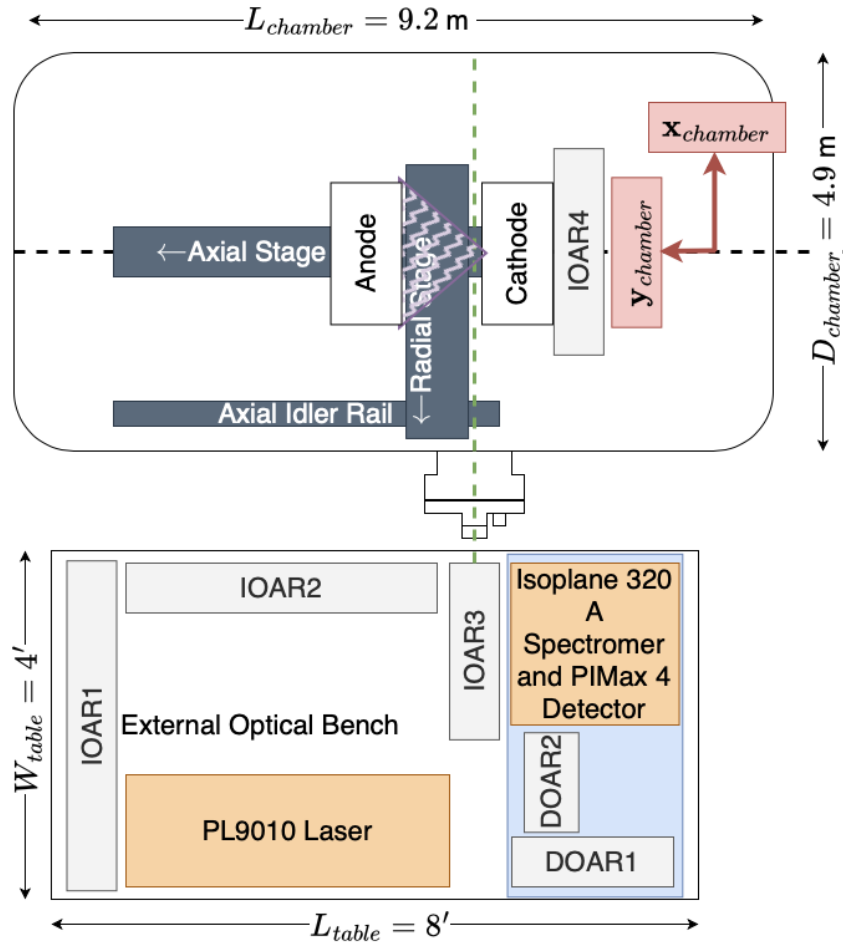 L_chamber = 9.2 m
x_chamber
D_chamber = 4.9 m
←Axial Stage
Anode
←Radial Stage
Cathode
IOAR4
y_chamber
Axial Idler Rail
IOAR1
IOAR2
IOAR3
Isoplane 320
A
Spectromer
and PIMax 4
Detector
W_table = 4′
External Optical Bench
DOAR2
PL9010 Laser
DOAR1
L_table = 8′